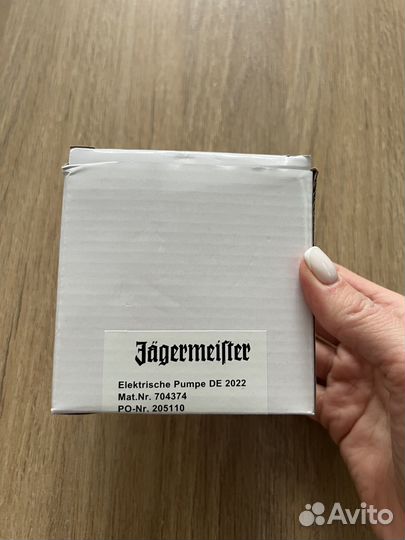 Jägermeiſter
Elektrische Pumpe DE 2022
Mat.Nr. 704374
PO-Nr. 205110
Avito